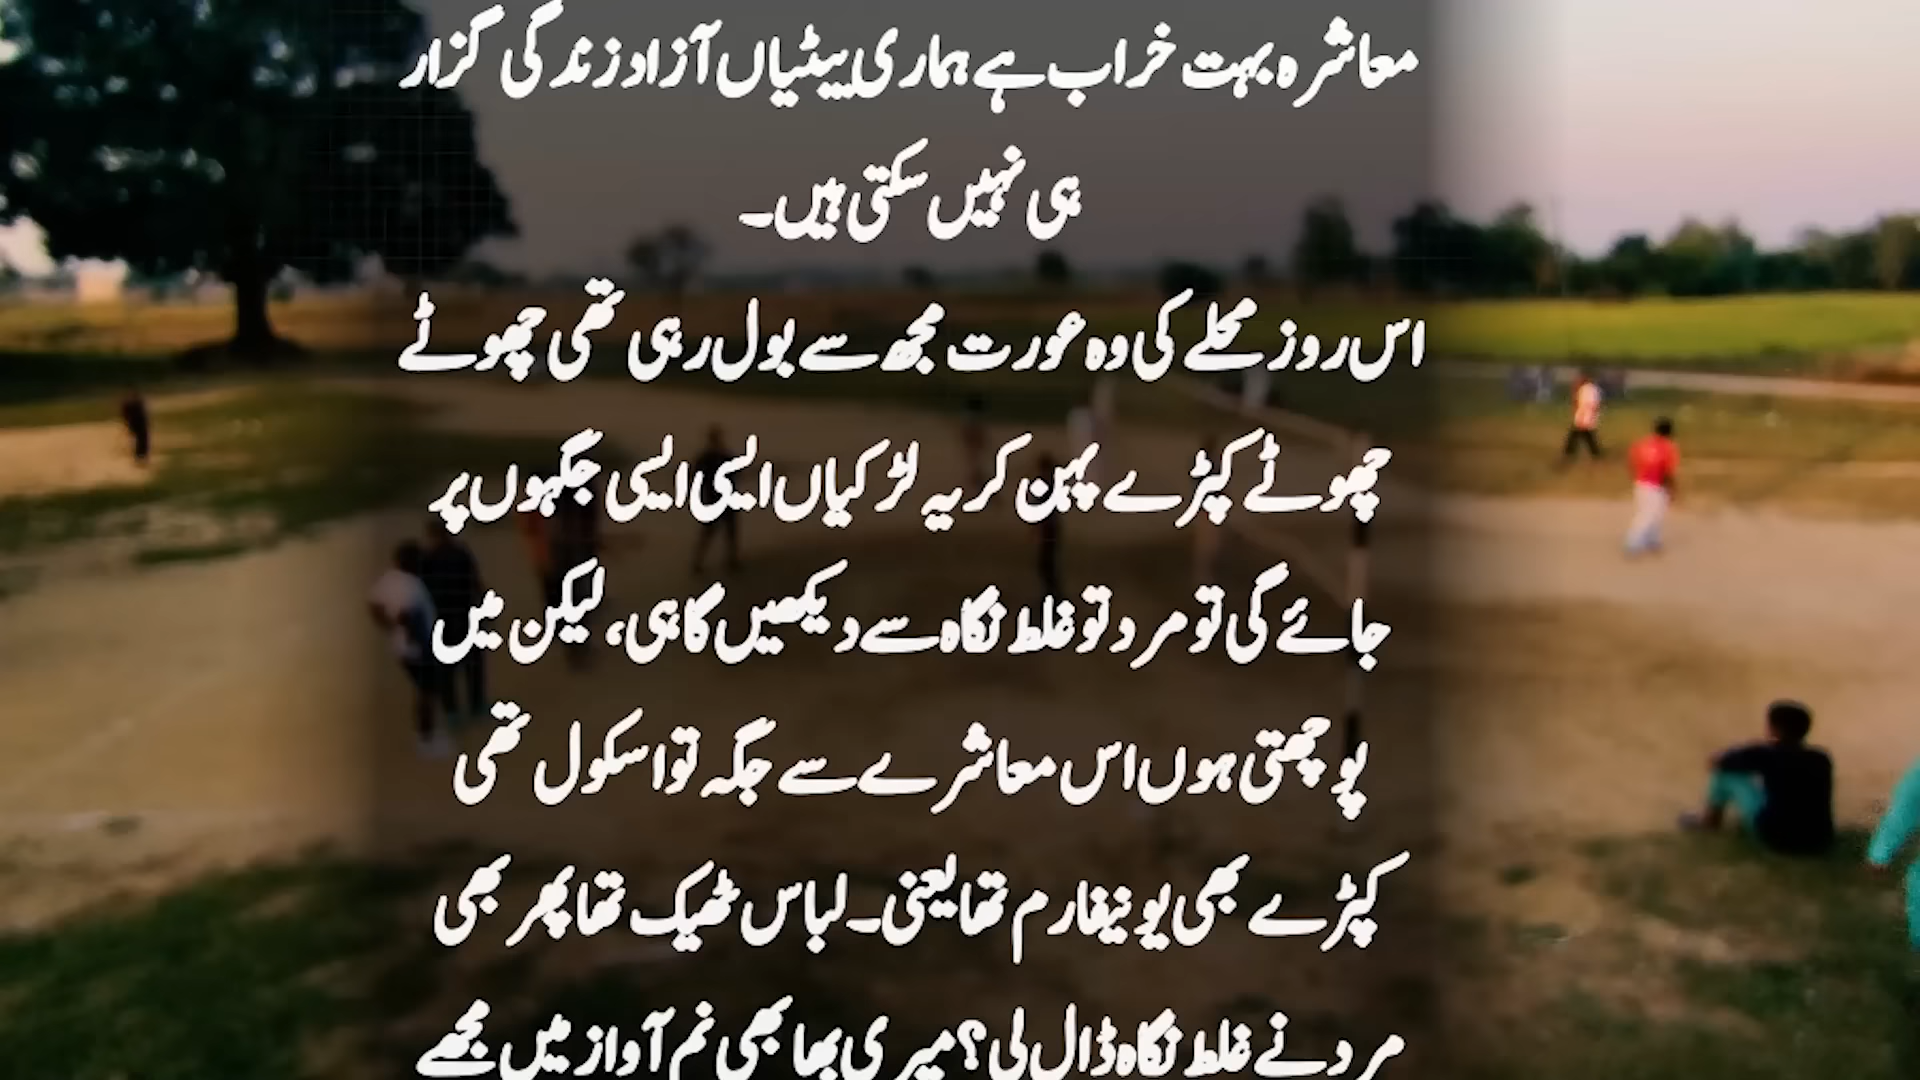 معاشرہ بہت خراب ہے ہماری بیٹیاں آزاد زندگی گزار
ہی نہیں سکتی ہیں۔
اس روز محلے کی وہ عورت مجھ سے بول رہی تھی چھوٹے
چھوٹے کپڑے پہن کر یہ لڑکیاں ایسی ایسی جگہوں پر
جائے گی تو مرد تو غلط نگاہ سے دیکھیں گا ہی، لیکن میں
پوچھتی ہوں اس معاشرے سے جگہ تو اسکول تھی
کپڑے بھی یونیفارم تھا یعنی۔ لباس ٹھیک تھا پھر بھی
مرد نے غلط نگاہ ڈال لی؟ میری بھابھی نم آواز میں مجھے